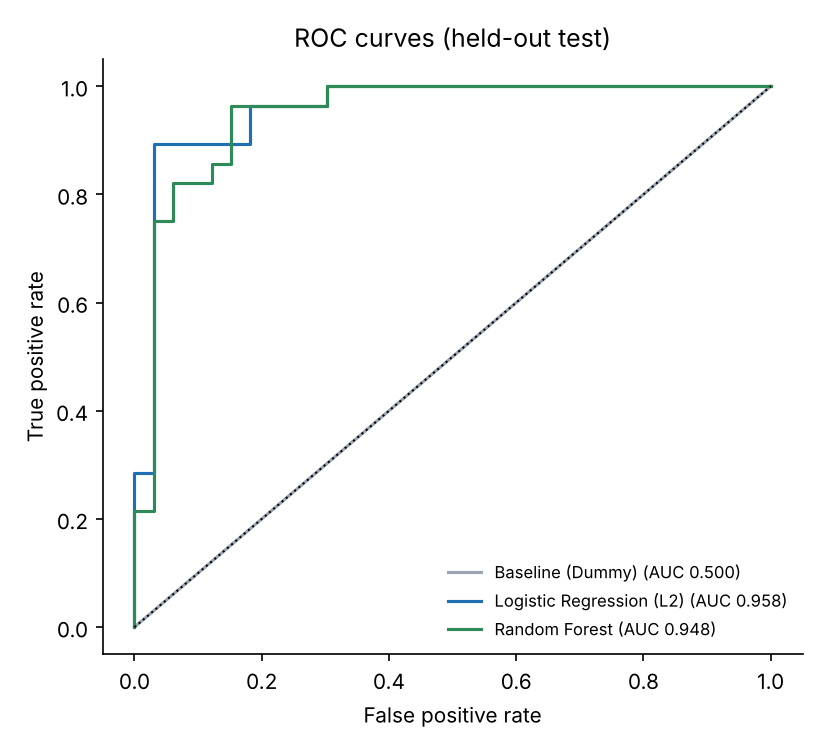 ROC curves (held-out test)
1.0
0.8
0.6
0.4
0.2
0.0
True positive rate
Baseline (Dummy) (AUC 0.500)
Logistic Regression (L2) (AUC 0.958)
Random Forest (AUC 0.948)
0.0 0.2 0.4 0.6 0.8 1.0
False positive rate